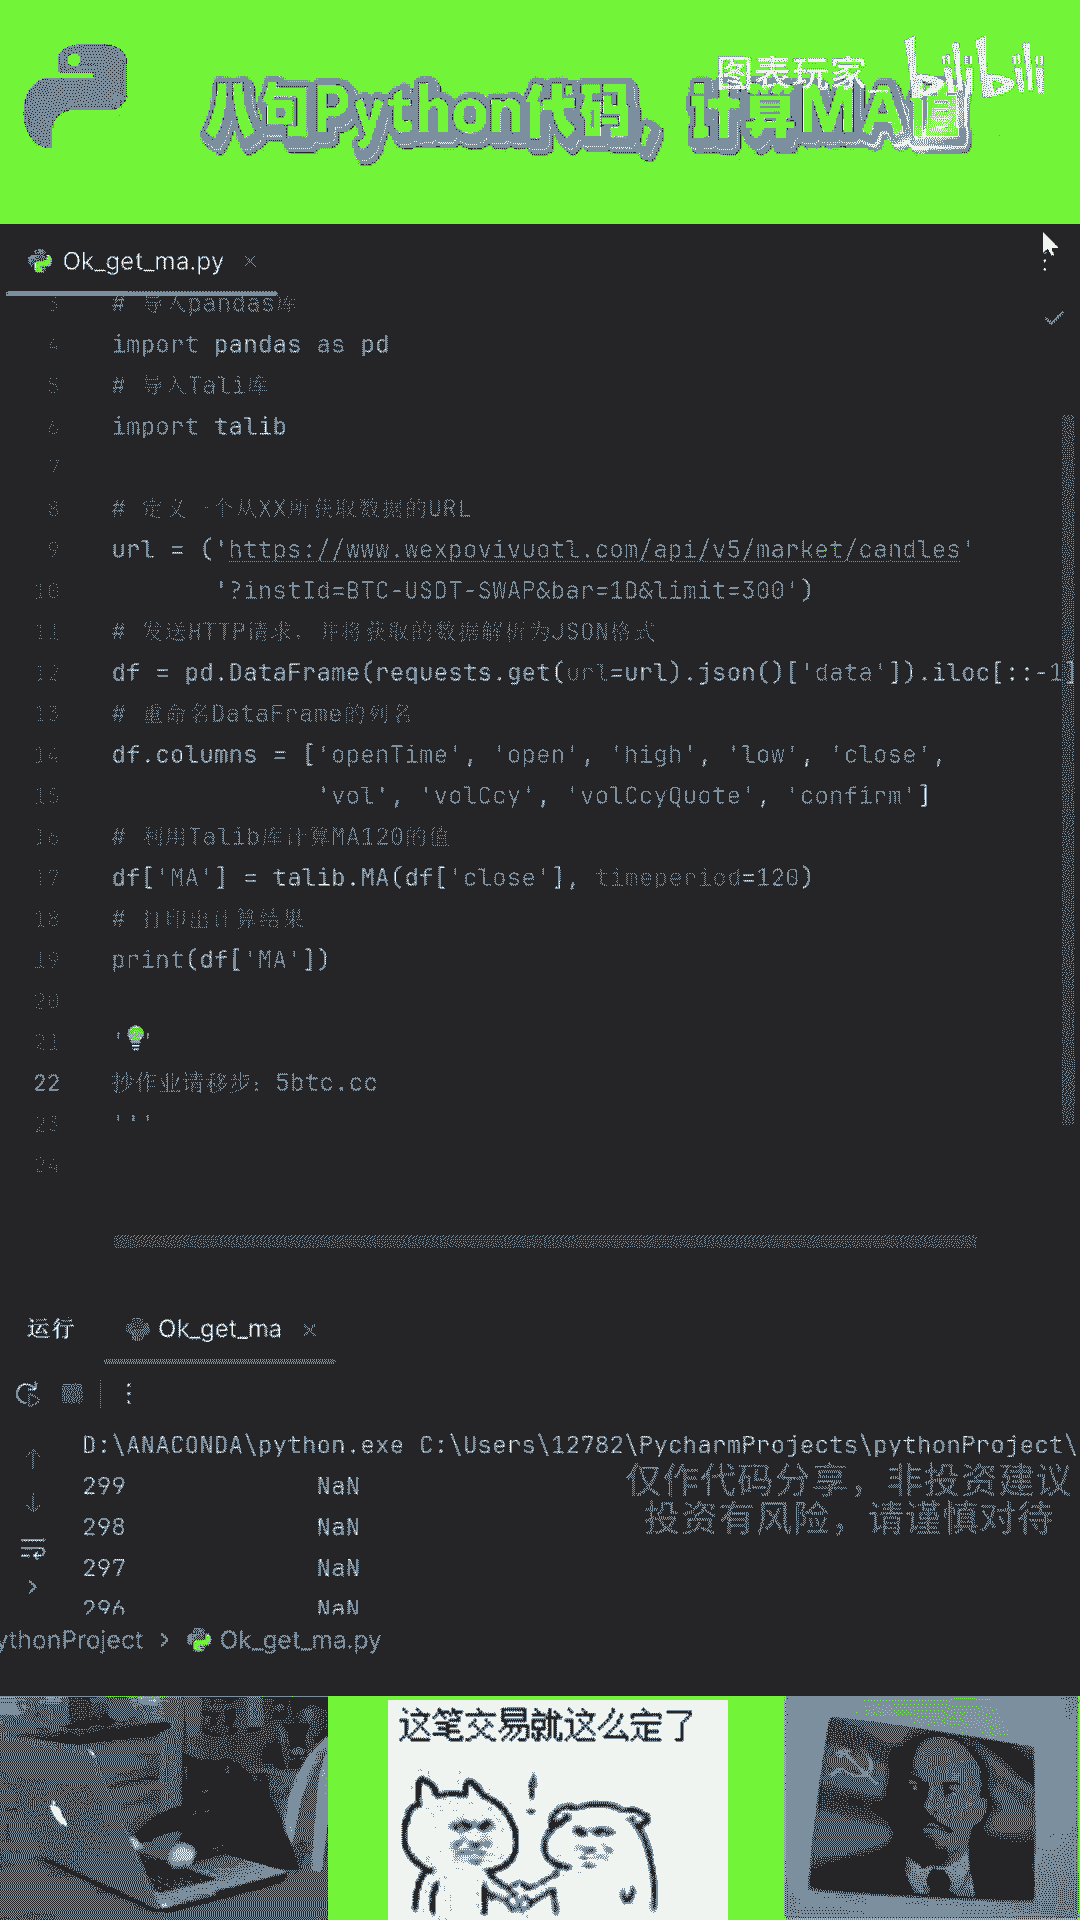 图表玩家_ bilibili
八句Python代码，计算MA值
Ok_get_ma.py ×
3 # 导入pandas库
4 import pandas as pd
5 # 导入Tali库
6 import talib
7
8 # 定义一个从XX所获取数据的URL
9 url = ('https://www.wexpovivuotl.com/api/v5/market/candles'
10 '?instId=BTC-USDT-SWAP&bar=1D&limit=300')
11 # 发送HTTP请求，并将获取的数据解析为JSON格式
12 df = pd.DataFrame(requests.get(url=url).json()['data']).iloc[::-1]
13 # 重命名DataFrame的列名
14 df.columns = ['openTime', 'open', 'high', 'low', 'close',
15 'vol', 'volCcy', 'volCcyQuote', 'confirm']
16 # 利用Talib库计算MA120的值
17 df['MA'] = talib.MA(df['close'], timeperiod=120)
18 # 打印出计算结果
19 print(df['MA'])
20
21 ' '
22 抄作业请移步：5btc.cc
23 '''
24
运行 Ok_get_ma ×
D:\ANACONDA\python.exe C:\Users\12782\PycharmProjects\pythonProject\
299 NaN
298 NaN
297 NaN
296 NaN
仅作代码分享，非投资建议
投资有风险，请谨慎对待
ythonProject > Ok_get_ma.py
这笔交易就这么定了
!